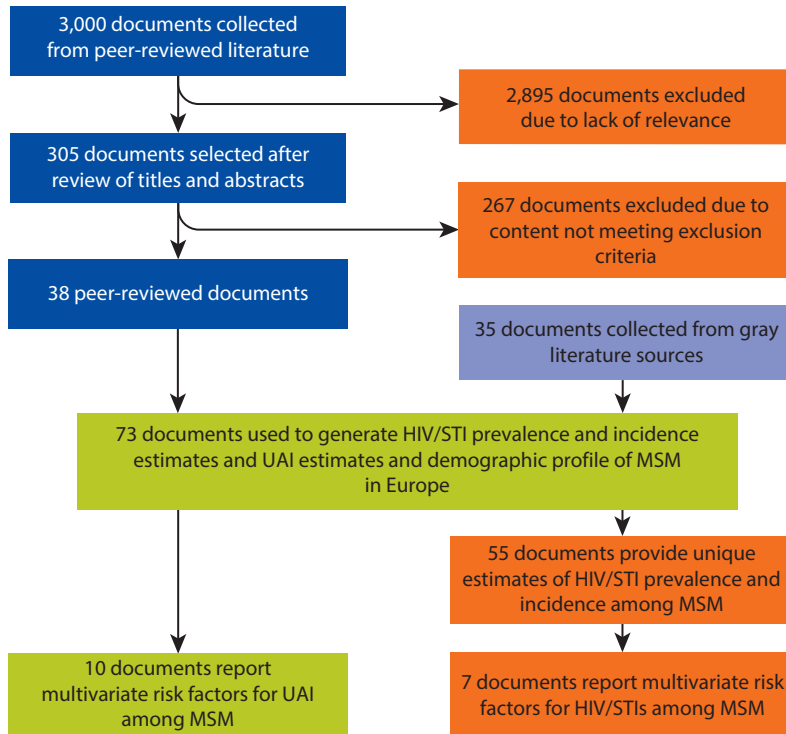 3,000 documents collected
from peer-reviewed literature
2,895 documents excluded
due to lack of relevance
305 documents selected after
review of titles and abstracts
267 documents excluded due to
content not meeting exclusion
criteria
38 peer-reviewed documents
35 documents collected from gray
literature sources
73 documents used to generate HIV/STI prevalence and incidence
estimates and UAI estimates and demographic profile of MSM
in Europe
55 documents provide unique
estimates of HIV/STI prevalence and
incidence among MSM
10 documents report
multivariate risk factors for UAI
among MSM
7 documents report multivariate risk
factors for HIV/STIs among MSM